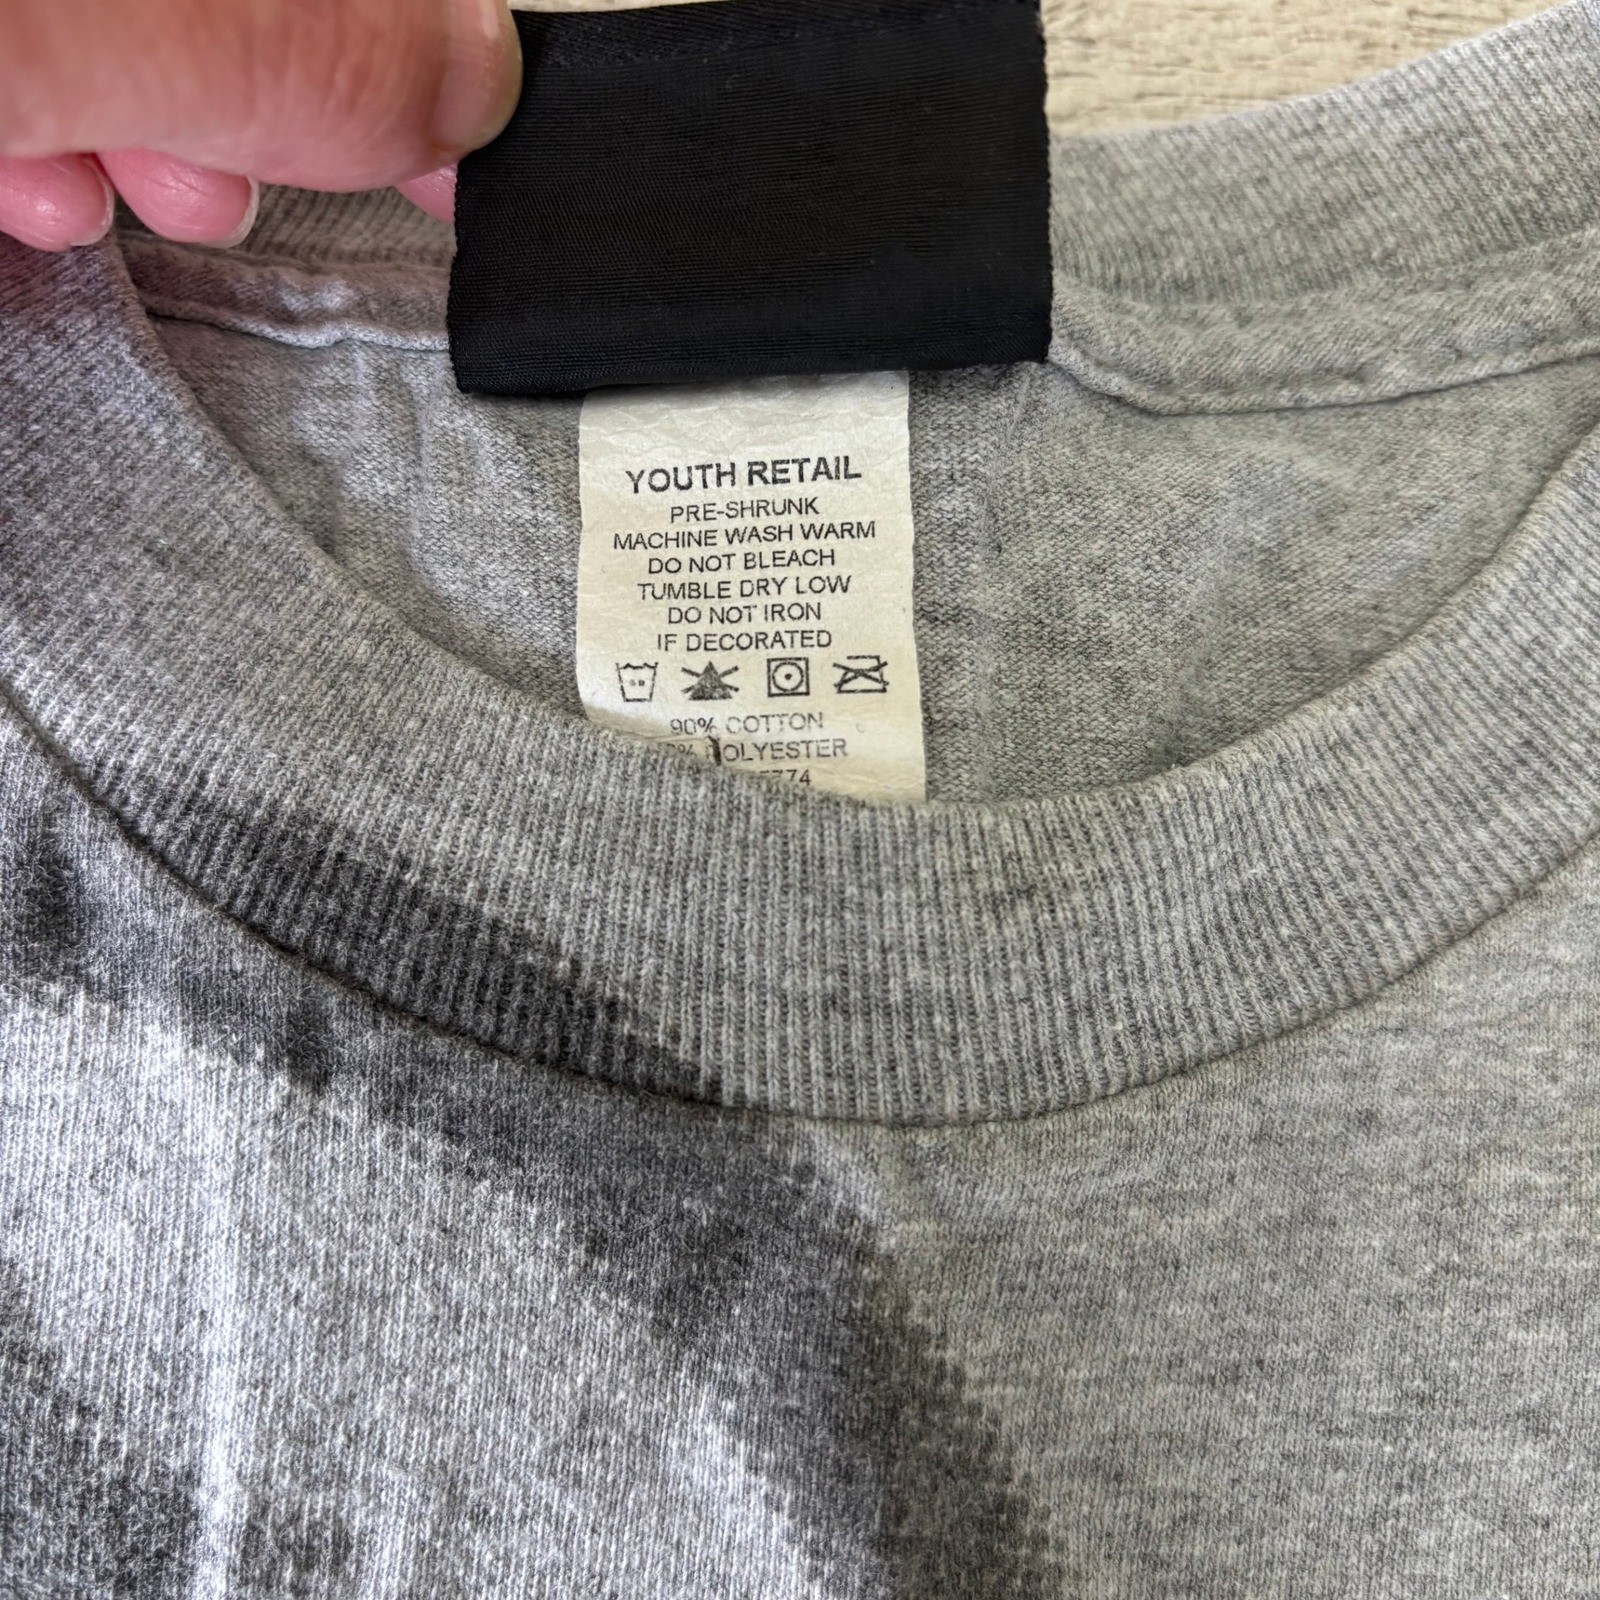 YOUTH RETAIL
PRE-SHRUNK
MACHINE WASH WARM
DO NOT BLEACH
TUMBLE DRY LOW
DO NOT IRON
IF DECORATED
90% COTTON
POLYESTER